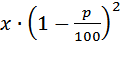 x · (1 − p/100)²